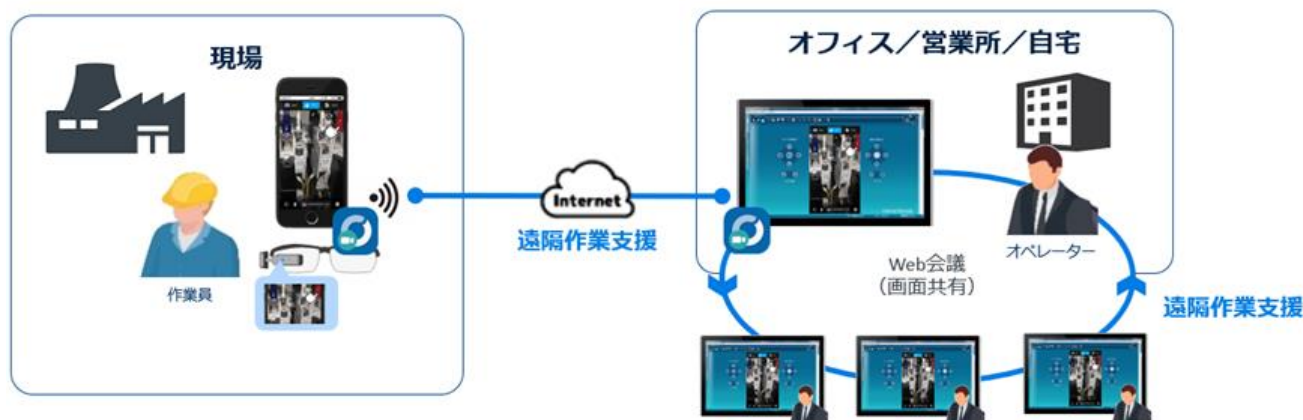 現場
作業員
Internet
遠隔作業支援
オフィス／営業所／自宅
オペレーター
Web会議
（画面共有）
遠隔作業支援